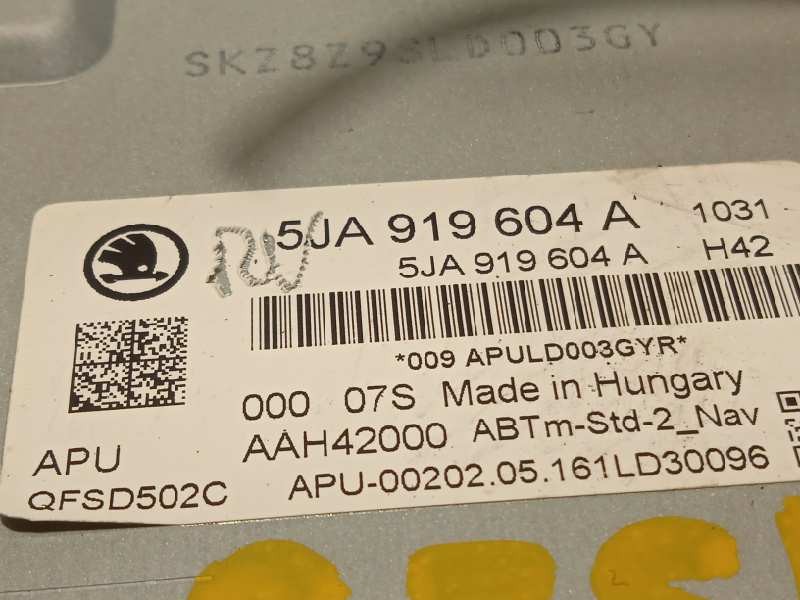 SKZ8Z9SLD003GY
5JA 919 604 A 1031
5JA 919 604 A H42
*009 APULD003GYR*
000 07S Made in Hungary
AAH42000 ABTm-Std-2_Nav
APU
QFSD502C
APU-00202.05.161LD30096